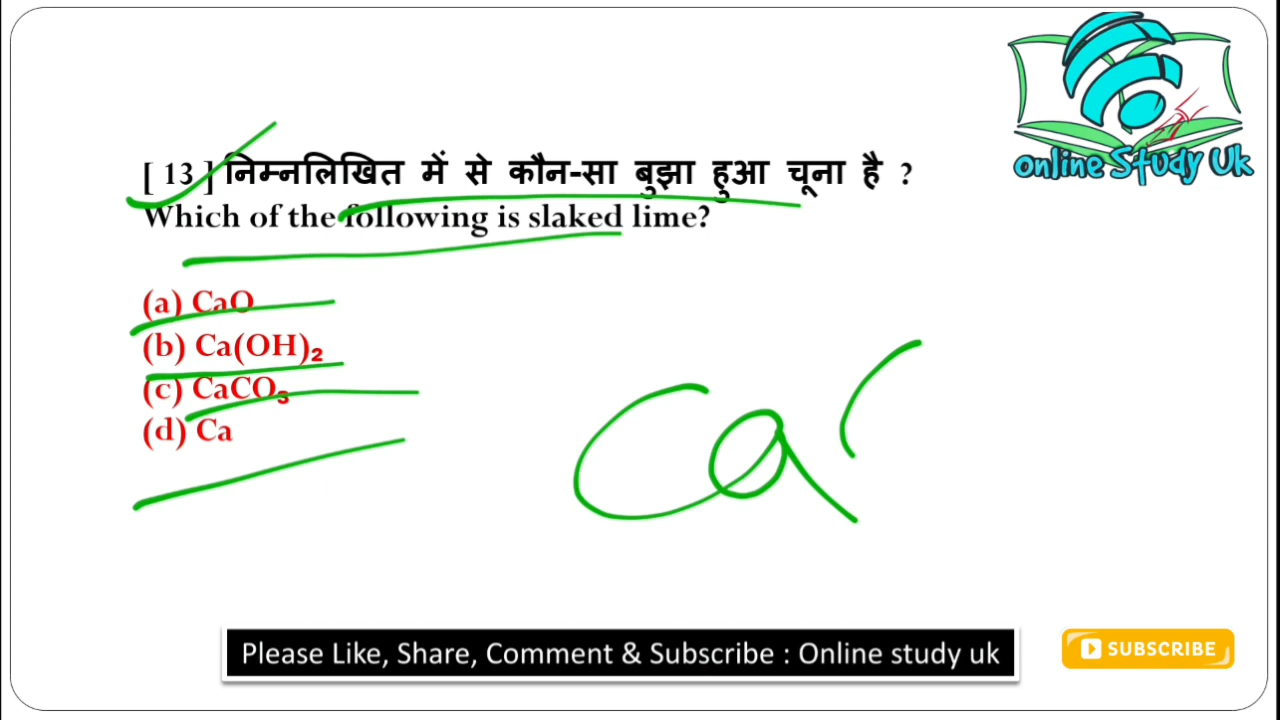 [ 13 ] निम्नलिखित में से कौन-सा बुझा हुआ चूना है ?
Which of the following is slaked lime?
(a) CaO
(b) Ca(OH)₂
(c) CaCO₃
(d) Ca
Ca(
Online Study Uk
Please Like, Share, Comment & Subscribe : Online study uk
SUBSCRIBE